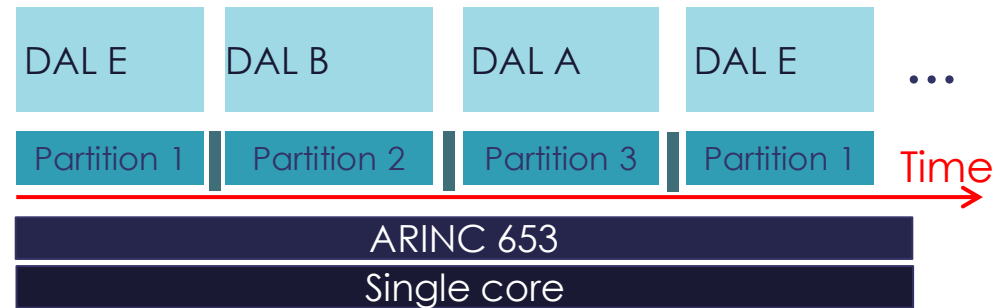 DAL E DAL B DAL A DAL E ...
Partition 1 Partition 2 Partition 3 Partition 1 Time
ARINC 653
Single core